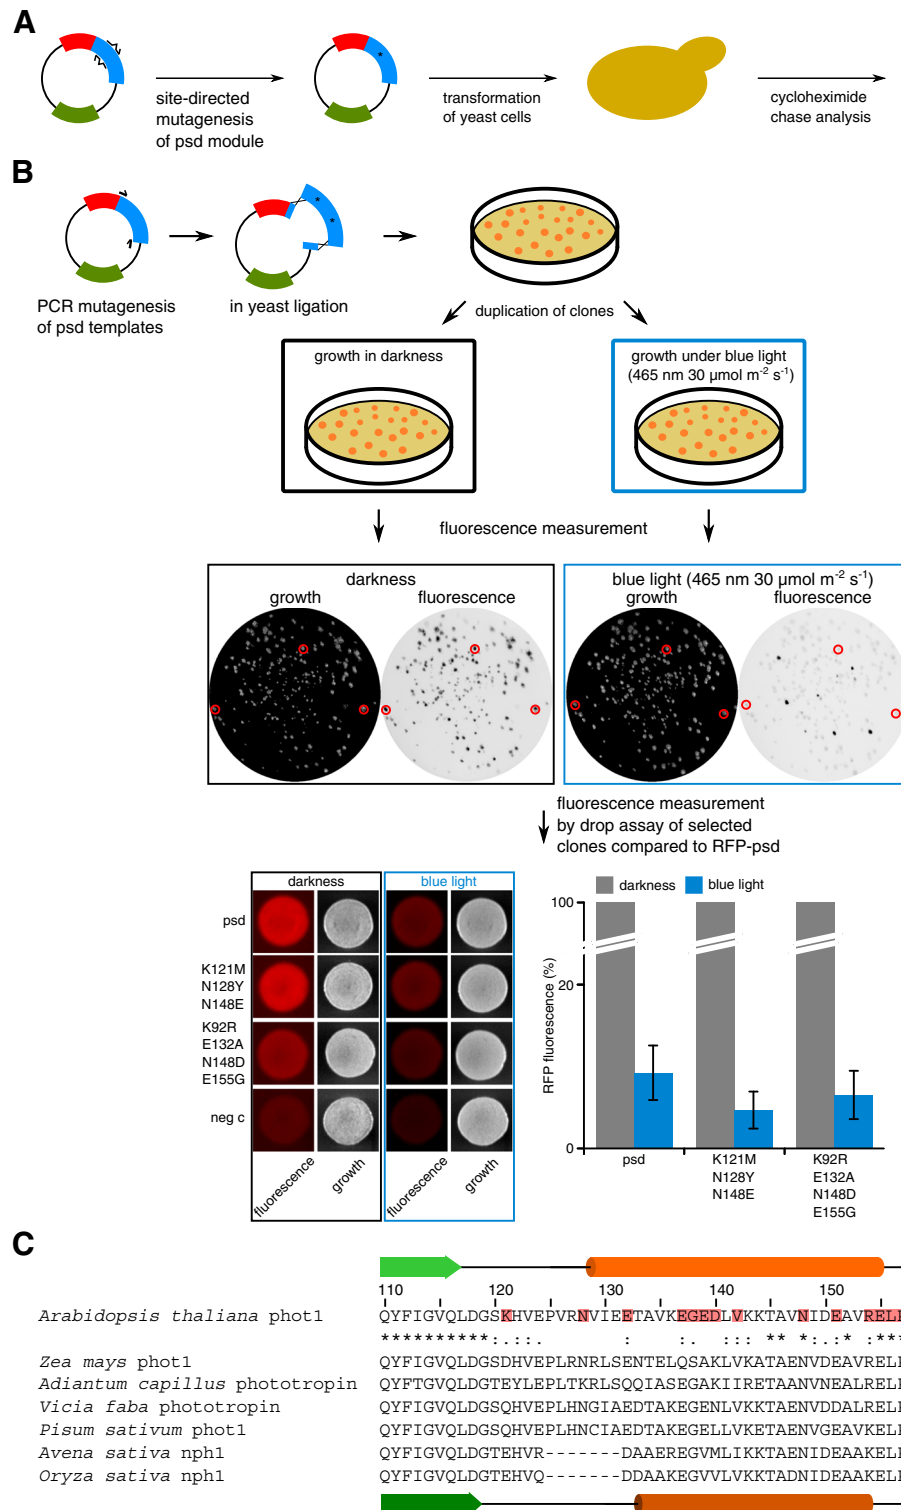 A
site-directed
mutagenesis
of psd module
*
transformation
of yeast cells
cycloheximide
chase analysis
B
* *
PCR mutagenesis
of psd templates
in yeast ligation
duplication of clones
growth in darkness
growth under blue light
(465 nm 30 µmol m-2 s-1)
fluorescence measurement
darkness
growth fluorescence
blue light (465 nm 30 µmol m-2 s-1)
growth fluorescence
fluorescence measurement
by drop assay of selected
clones compared to RFP-psd
darkness blue light
psd
K121M
N128Y
N148E
K92R
E132A
N148D
E155G
neg c
fluorescence growth fluorescence growth
darkness blue light
RFP fluorescence (%)
100
20
0
psd
K121M
N128Y
N148E
K92R
E132A
N148D
E155G
C
110 120 130 140 150
Arabidopsis thaliana phot1 QYFIGVQLDGSKHVEPVRNVIEETAVKEGEDLVKKTAVNIDEAVREL
**********:.:: : :. .:: ** *:.:* :***
Zea mays phot1 QYFIGVQLDGSDHVEPLRNRLSENTELQSAKLVKATAENVDEAVREL
Adiantum capillus phototropin QYFTGVQLDGTEYLEPLTKRLSQQIASEGAKIIRETAANVNEALREL
Vicia faba phototropin QYFIGVQLDGSQHVEPLHNGIAEDTAKEGENLVKKTAENVDDALREL
Pisum sativum phot1 QYFIGVQLDGSQHVEPLHNCIAEDTAKEGELLVKKTAENVGEAVKEL
Avena sativa nph1 QYFIGVQLDGTEHVR-------DAAEREGVMLIKKTAENIDEAAKEL
Oryza sativa nph1 QYFIGVQLDGTEHVQ-------DDAAKEGVVLVKKTADNIDEAAKEL